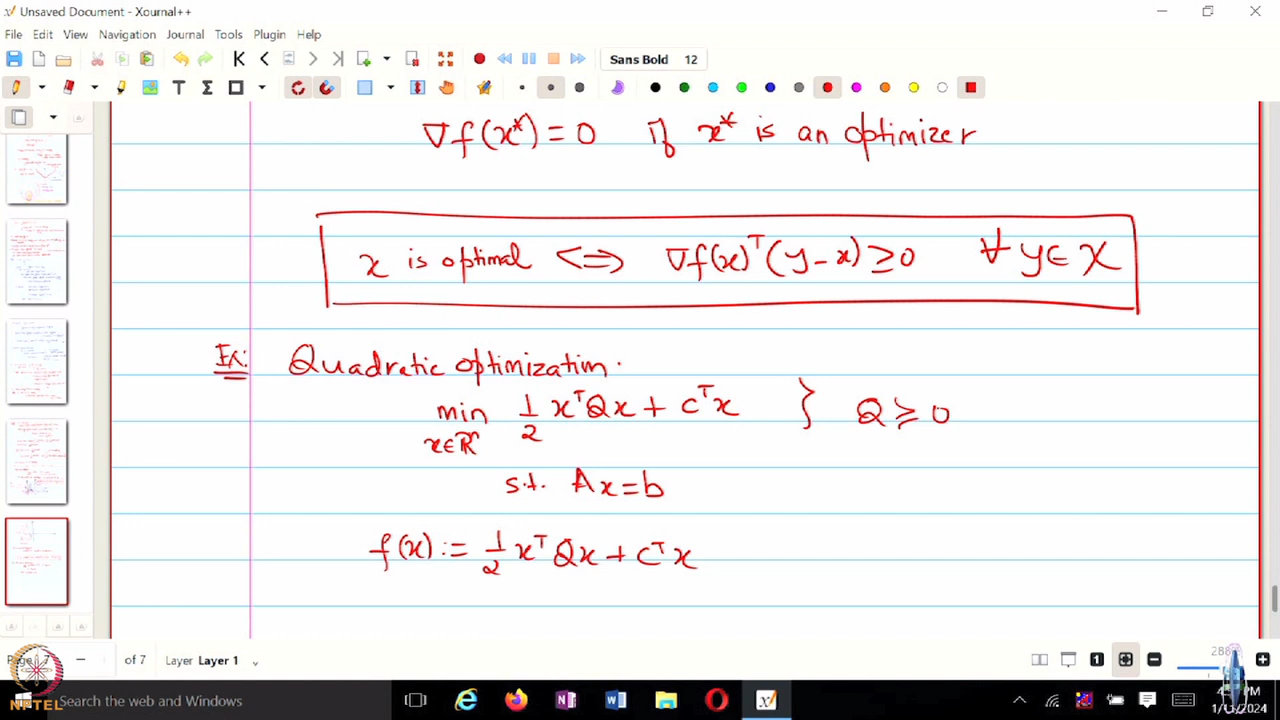 Unsaved Document - Xournal++
File Edit View Navigation Journal Tools Plugin Help
Sans Bold 12
∇f(x*) = 0 if x* is an optimizer
x is optimal ⟺ ∇f(x)ᵀ(y-x) ≥ 0 ∀ y ∈ X
Ex: Quadratic optimization.
min x∈ℝⁿ 1/2 xᵀQx + cᵀx } Q ≽ 0
s.t. Ax = b
f(x) := 1/2 xᵀQx + cᵀx
of 7 Layer Layer 1
NPTEL
Search the web and Windows